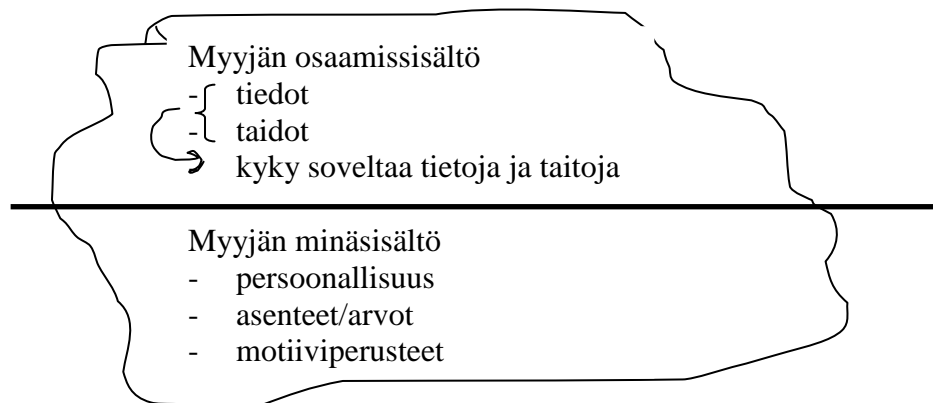 Myyjän osaamissisältö
- tiedot
- taidot
kyky soveltaa tietoja ja taitoja
Myyjän minäsisältö
- persoonallisuus
- asenteet/arvot
- motiiviperusteet